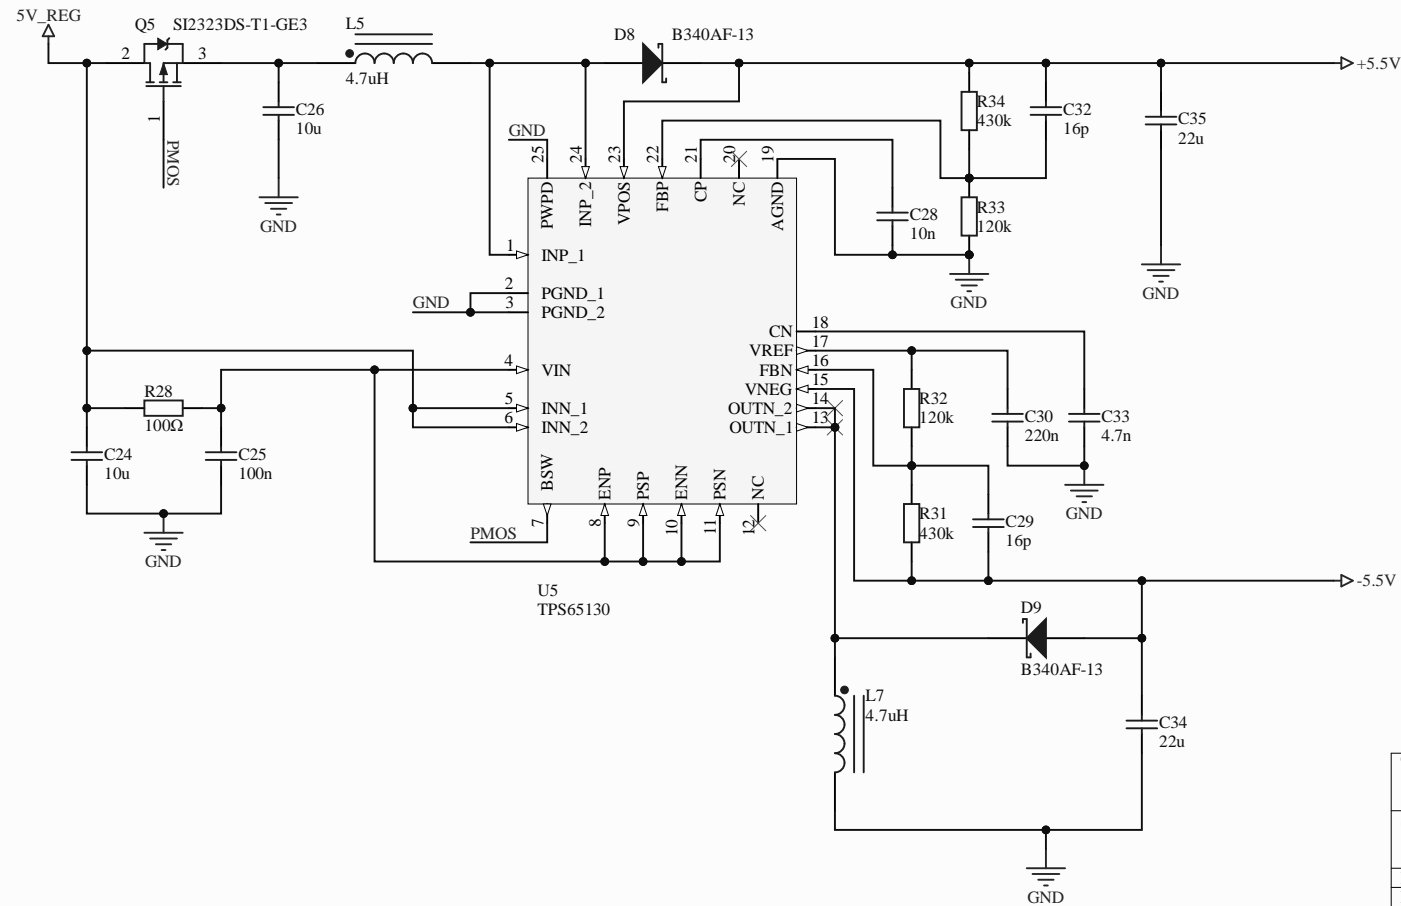 5V_REG
Q5 SI2323DS-T1-GE3
2 3
1
PMOS
L5
4.7uH
C26
10u
GND
D8 B340AF-13
+5.5V
R34
430k
C32
16p
C35
22u
GND
R33
120k
C28
10n
GND
GND
25 24 23 22 21 20 19
PWPD INP_2 VPOS FBP CP NC AGND
1 INP_1
2 PGND_1
GND
3 PGND_2
4 VIN
5 INN_1
6 INN_2
CN 18
VREF 17
FBN 16
VNEG 15
OUTN_2 14
OUTN_1 13
BSW ENP PSP ENN PSN NC
7 8 9 10 11 12
PMOS
U5
TPS65130
R28
100Ω
C24
10u
C25
100n
GND
R32
120k
C30
220n
C33
4.7n
GND
R31
430k
C29
16p
-5.5V
D9
B340AF-13
L7
4.7uH
C34
22u
GND